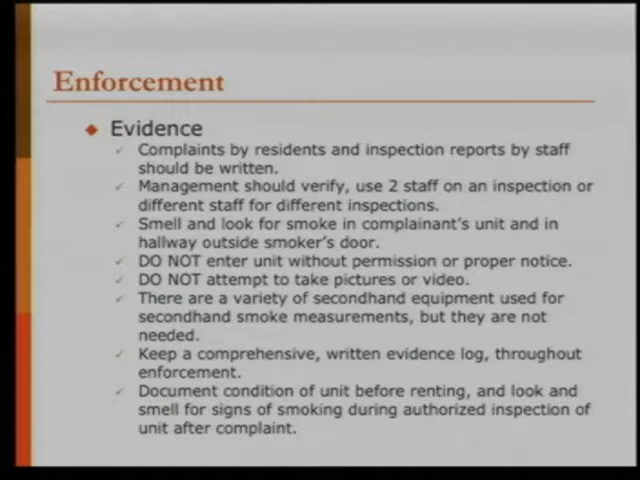 Enforcement
Evidence
Complaints by residents and inspection reports by staff
should be written.
Management should verify, use 2 staff on an inspection or
different staff for different inspections.
Smell and look for smoke in complainant's unit and in
hallway outside smoker's door.
DO NOT enter unit without permission or proper notice.
DO NOT attempt to take pictures or video.
There are a variety of secondhand equipment used for
secondhand smoke measurements, but they are not
needed.
Keep a comprehensive, written evidence log, throughout
enforcement.
Document condition of unit before renting, and look and
smell for signs of smoking during authorized inspection of
unit after complaint.